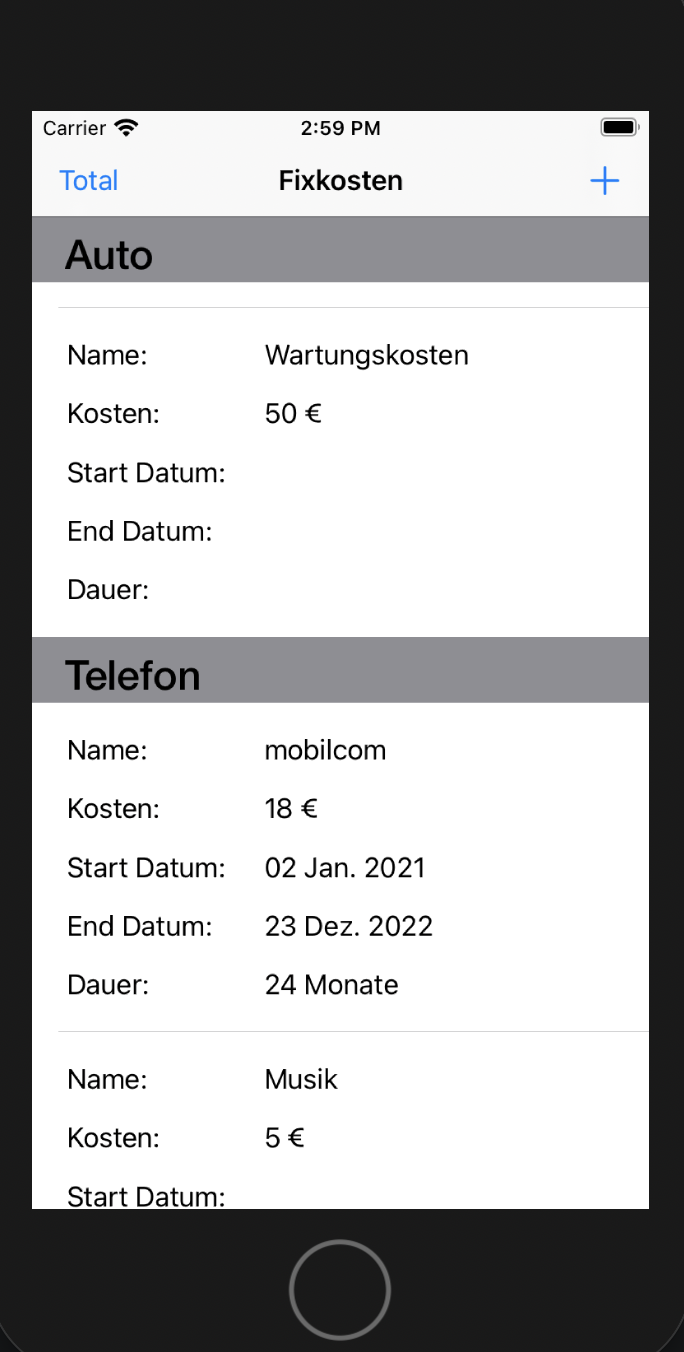 Carrier 2:59 PM
Total Fixkosten +
Auto
Name: Wartungskosten
Kosten: 50 €
Start Datum:
End Datum:
Dauer:
Telefon
Name: mobilcom
Kosten: 18 €
Start Datum: 02 Jan. 2021
End Datum: 23 Dez. 2022
Dauer: 24 Monate
Name: Musik
Kosten: 5 €
Start Datum: